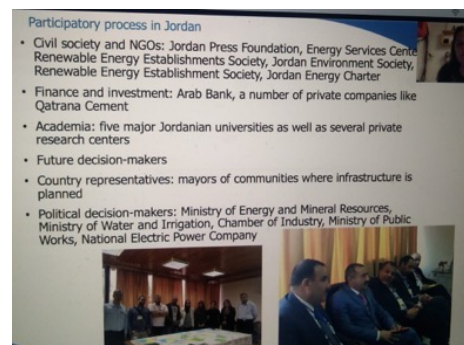 Participatory process in Jordan
• Civil society and NGOs: Jordan Press Foundation, Energy Services Cente
Renewable Energy Establishments Society, Jordan Environment Society,
Renewable Energy Establishment Society, Jordan Energy Charter
• Finance and investment: Arab Bank, a number of private companies like
Qatrana Cement
• Academia: five major Jordanian universities as well as several private
research centers
• Future decision-makers
• Country representatives: mayors of communities where infrastructure is
planned
• Political decision-makers: Ministry of Energy and Mineral Resources,
Ministry of Water and Irrigation, Chamber of Industry, Ministry of Public
Works, National Electric Power Company